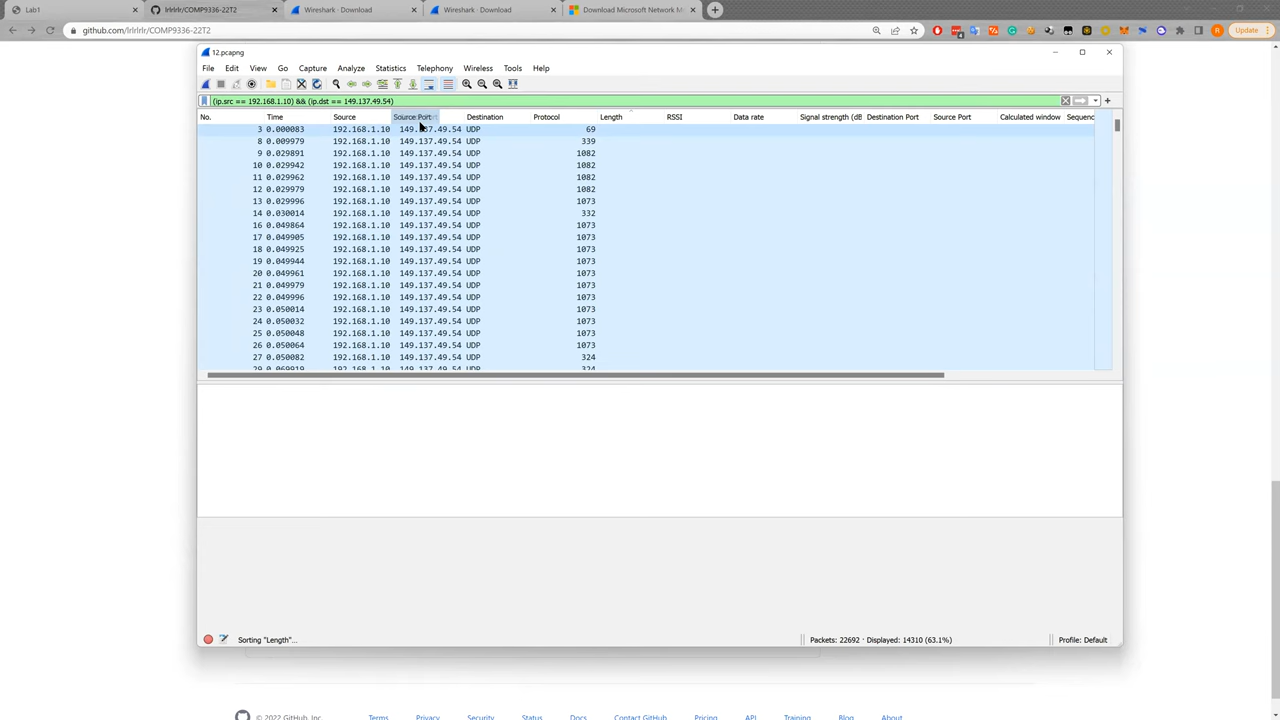 Lab1
lrlrlrlr/COMP9336-22T2
Wireshark · Download
Wireshark · Download
Download Microsoft Network M
github.com/lrlrlrlr/COMP9336-22T2
Update
12.pcapng
File Edit View Go Capture Analyze Statistics Telephony Wireless Tools Help
(ip.src == 192.168.1.10) && (ip.dst == 149.137.49.54)
No. Time Source Source Port Destination Protocol Length RSSI Data rate Signal strength (dB Destination Port Source Port Calculated window Sequenc
3 0.000083 192.168.1.10 149.137.49.54 UDP 69
8 0.009979 192.168.1.10 149.137.49.54 UDP 339
9 0.029891 192.168.1.10 149.137.49.54 UDP 1082
10 0.029942 192.168.1.10 149.137.49.54 UDP 1082
11 0.029962 192.168.1.10 149.137.49.54 UDP 1082
12 0.029979 192.168.1.10 149.137.49.54 UDP 1082
13 0.029996 192.168.1.10 149.137.49.54 UDP 1073
14 0.030014 192.168.1.10 149.137.49.54 UDP 332
16 0.049864 192.168.1.10 149.137.49.54 UDP 1073
17 0.049905 192.168.1.10 149.137.49.54 UDP 1073
18 0.049925 192.168.1.10 149.137.49.54 UDP 1073
19 0.049944 192.168.1.10 149.137.49.54 UDP 1073
20 0.049961 192.168.1.10 149.137.49.54 UDP 1073
21 0.049979 192.168.1.10 149.137.49.54 UDP 1073
22 0.049996 192.168.1.10 149.137.49.54 UDP 1073
23 0.050014 192.168.1.10 149.137.49.54 UDP 1073
24 0.050032 192.168.1.10 149.137.49.54 UDP 1073
25 0.050048 192.168.1.10 149.137.49.54 UDP 1073
26 0.050064 192.168.1.10 149.137.49.54 UDP 1073
27 0.050082 192.168.1.10 149.137.49.54 UDP 324
29 0.069919 192.168.1.10 149.137.49.54 UDP 324
Sorting "Length"...
Packets: 22692 · Displayed: 14310 (63.1%)
Profile: Default
© 2022 GitHub, Inc. Terms Privacy Security Status Docs Contact GitHub Pricing API Training Blog About